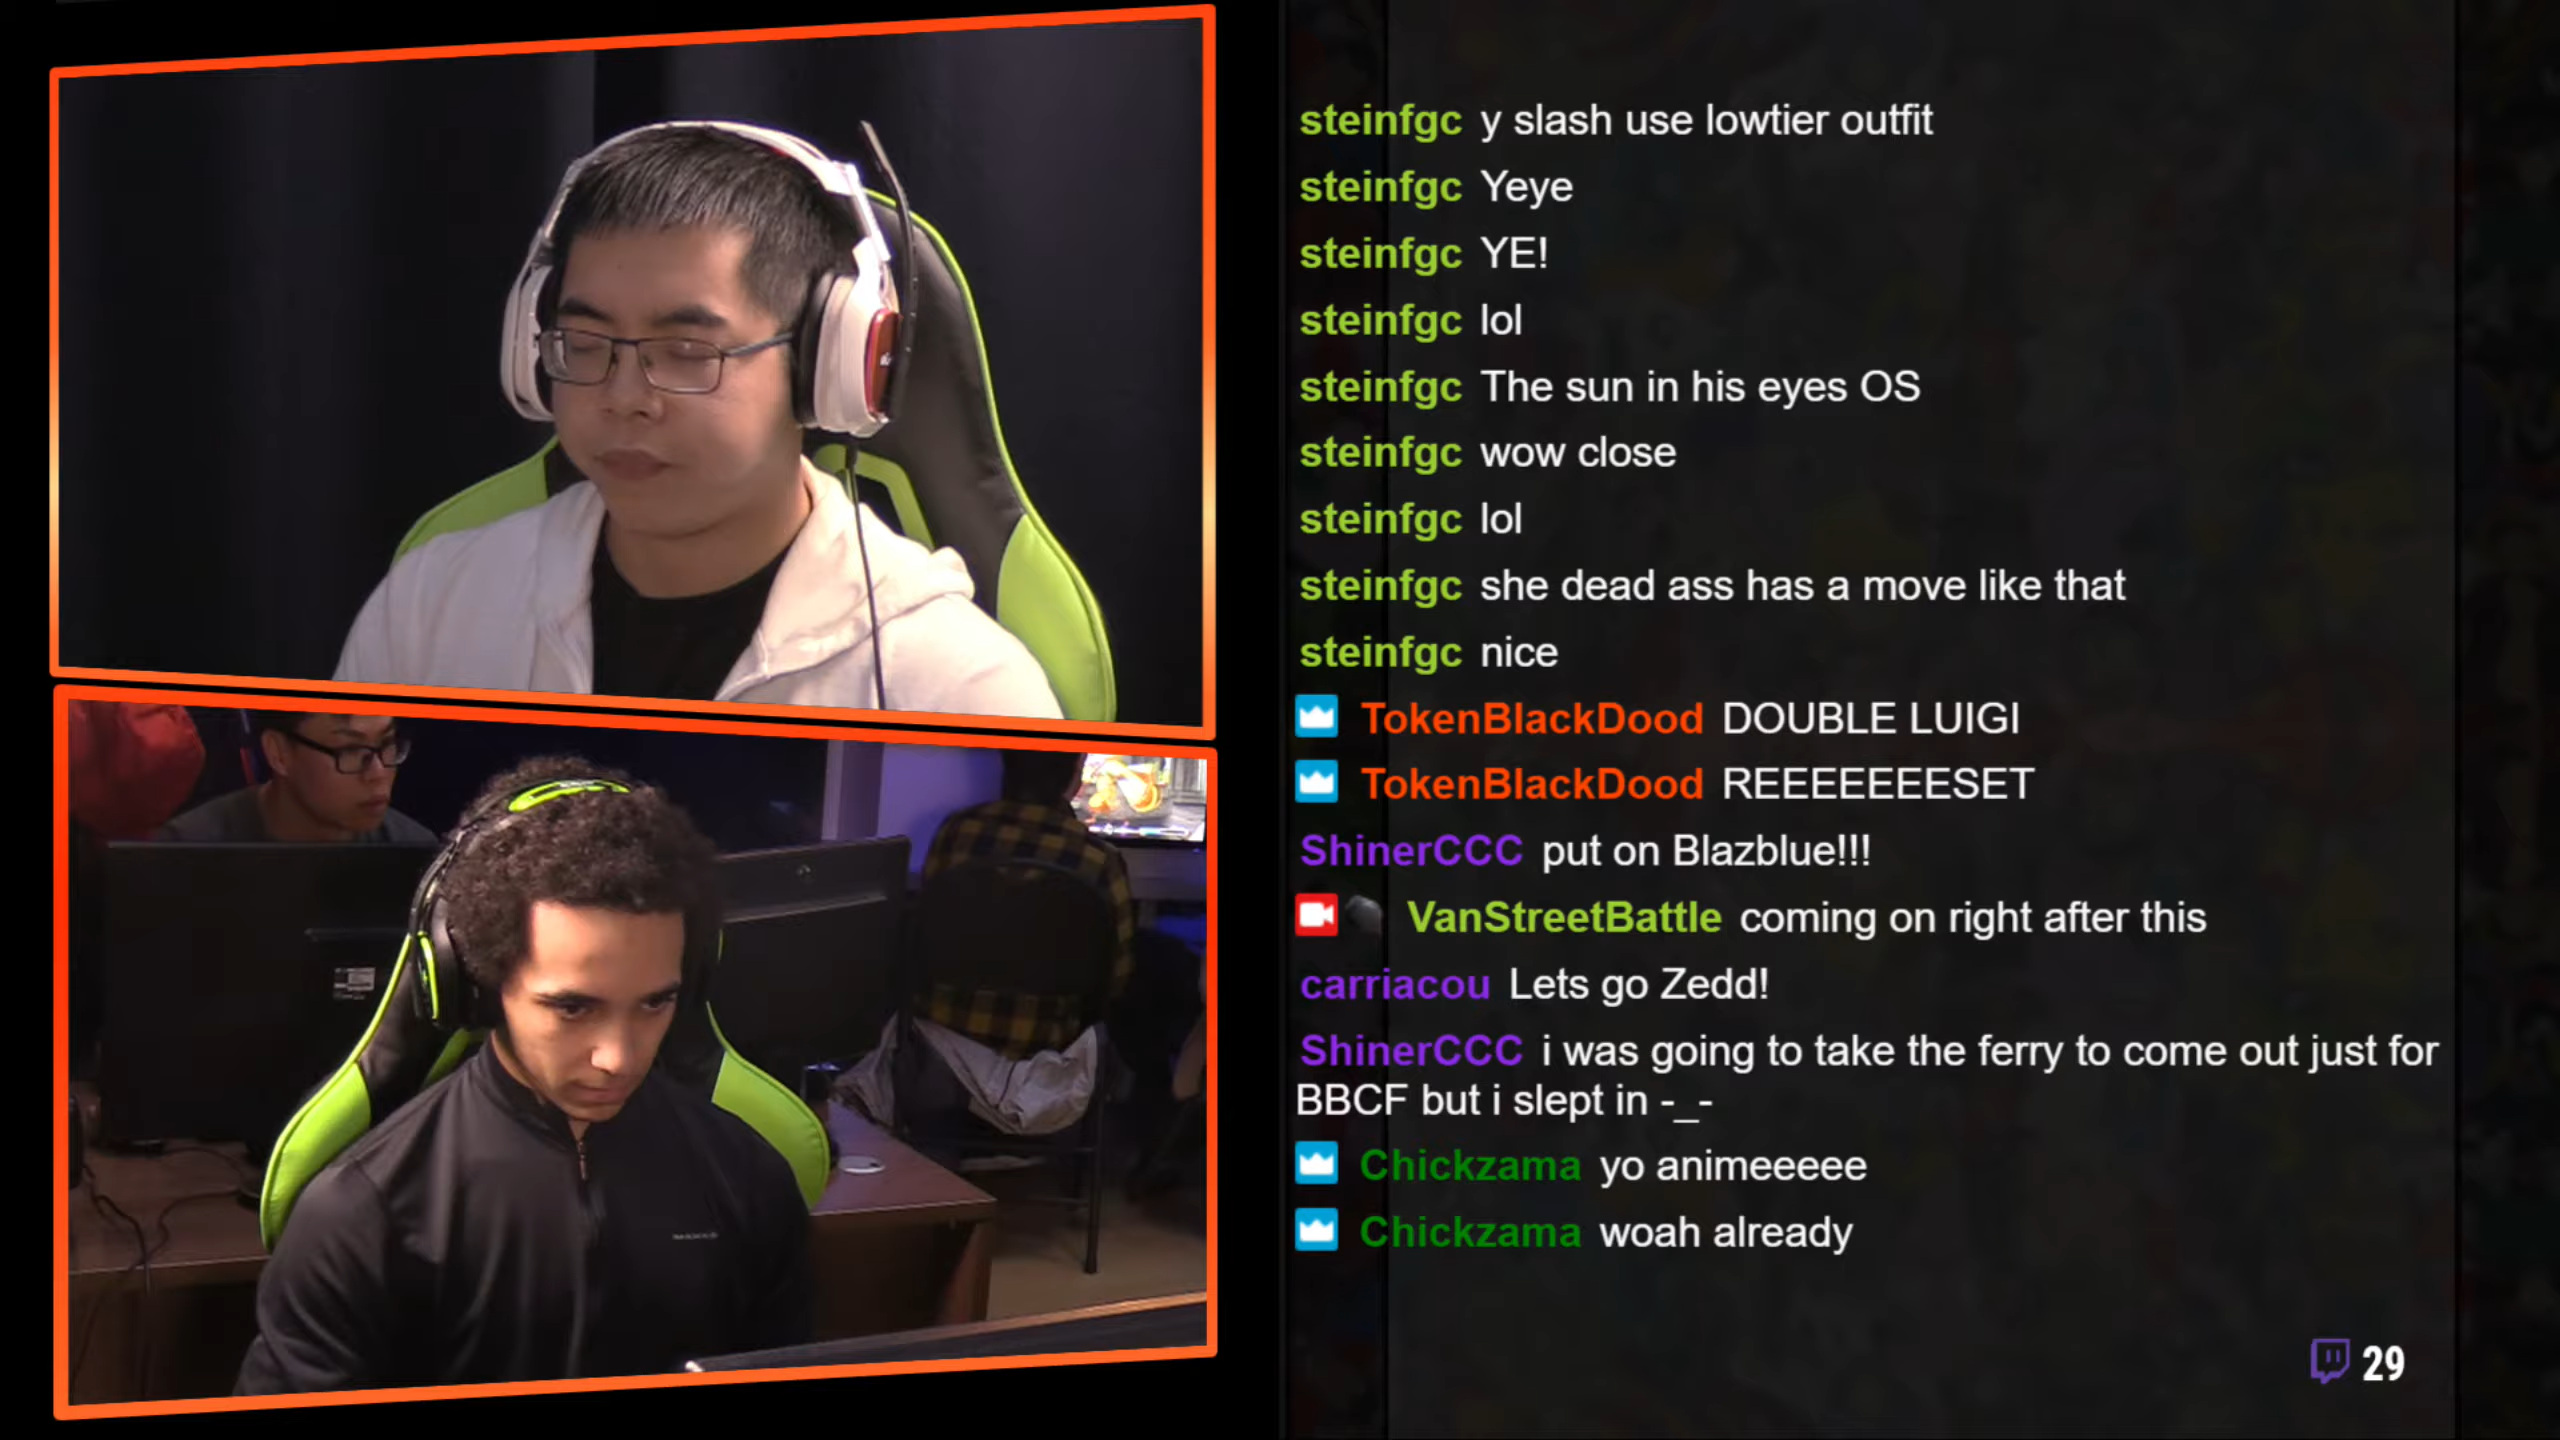 steinfgc y slash use lowtier outfit
steinfgc Yeye
steinfgc YE!
steinfgc lol
steinfgc The sun in his eyes OS
steinfgc wow close
steinfgc lol
steinfgc she dead ass has a move like that
steinfgc nice
TokenBlackDood DOUBLE LUIGI
TokenBlackDood REEEEEEESET
ShinerCCC put on Blazblue!!!
VanStreetBattle coming on right after this
carriacou Lets go Zedd!
ShinerCCC i was going to take the ferry to come out just for
BBCF but i slept in -_-
Chickzama yo animeeeee
Chickzama woah already
29